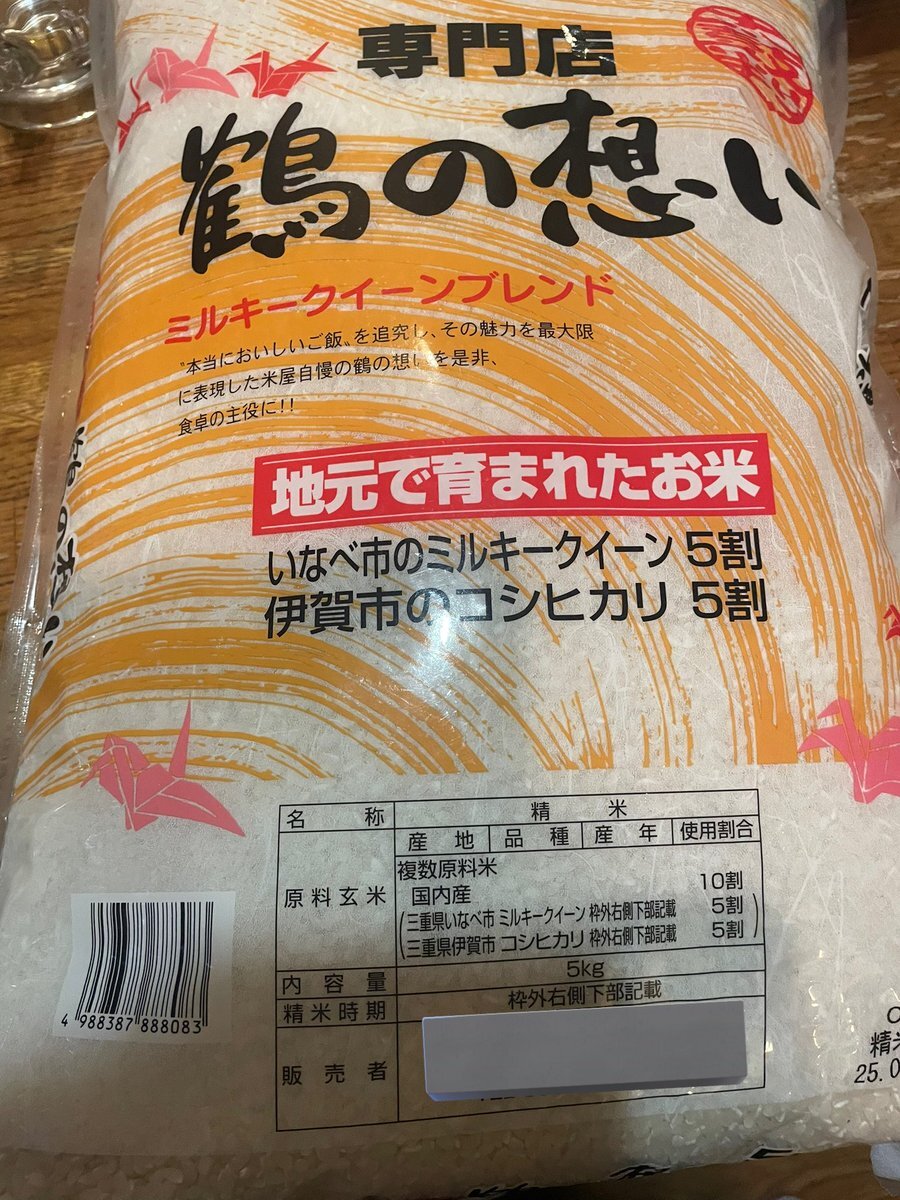 専門店
鶴の想い
ミルキークイーンブレンド
〝本当においしいご飯〟を追究し、その魅力を最大限
に表現した米屋自慢の鶴の想いを是非、
食卓の主役に!!
地元で育まれたお米
いなべ市のミルキークイーン 5割
伊賀市のコシヒカリ 5割
名称 精米
原料玄米 産地 品種 産年 使用割合
複数原料米
国内産 10割
(三重県いなべ市 ミルキークイーン 枠外右側下部記載 5割)
(三重県伊賀市 コシヒカリ 枠外右側下部記載 5割)
内容量 5kg
精米時期 枠外右側下部記載
販売者
4 988387 888083
精米
25.0
の想い